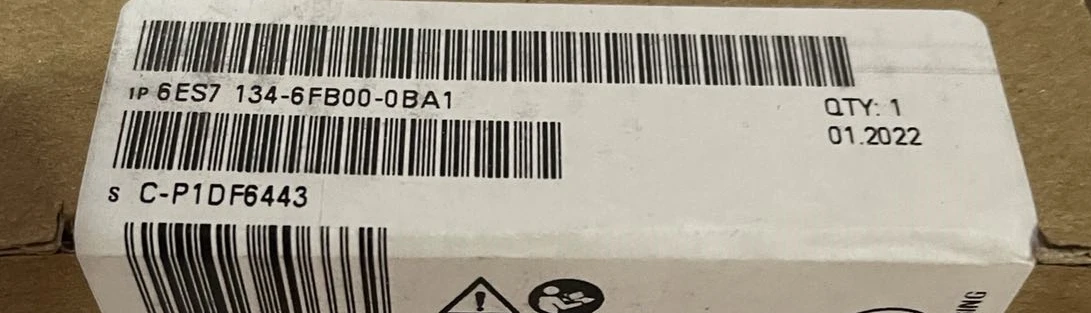 1P 6ES7 134-6FB00-0BA1
QTY: 1
01.2022
S C-P1DF6443